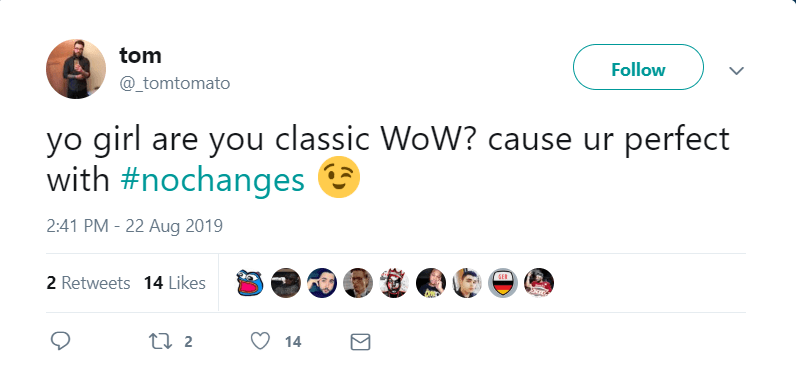 tom
@_tomtomato
Follow
yo girl are you classic WoW? cause ur perfect
with #nochanges 😉
2:41 PM - 22 Aug 2019
2 Retweets 14 Likes
2
14